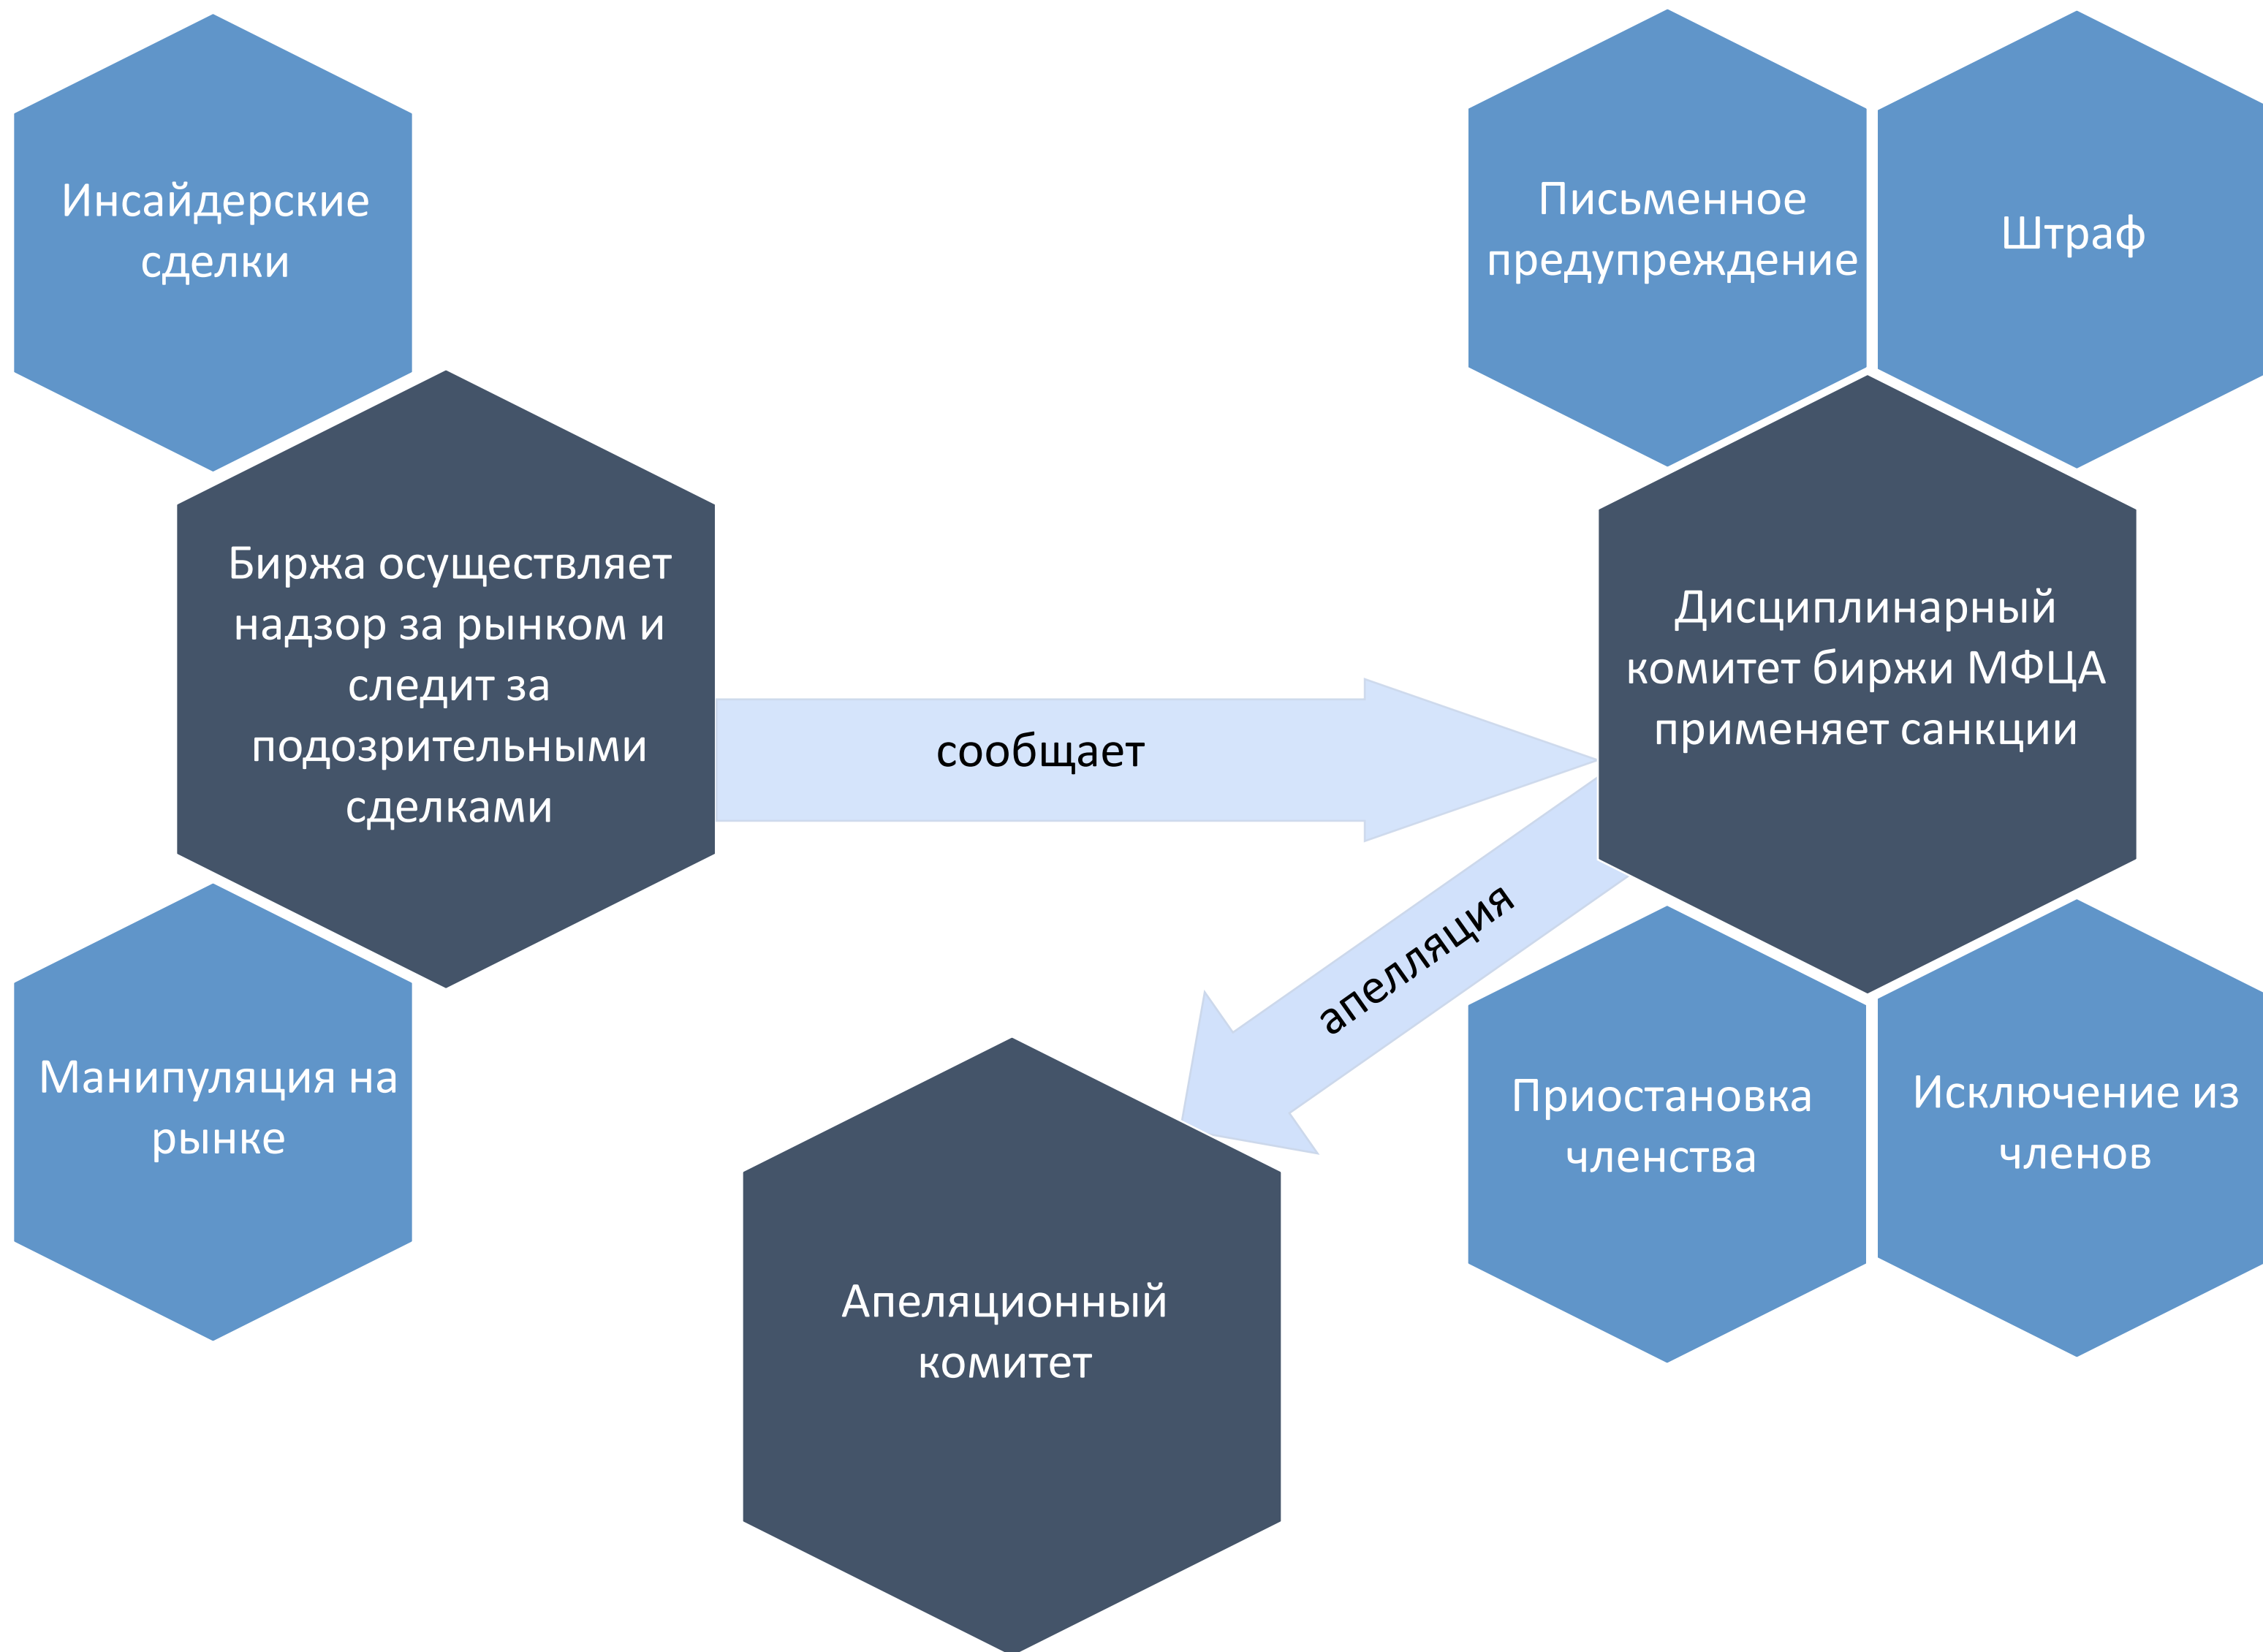 Инсайдерские
сделки
Биржа осуществляет
надзор за рынком и
следит за
подозрительными
сделками
Манипуляция на
рынке
сообщает
Письменное
предупреждение
Штраф
Дисциплинарный
комитет биржи МФЦА
применяет санкции
Приостановка
членства
Исключение из
членов
апелляция
Апеляционный
комитет